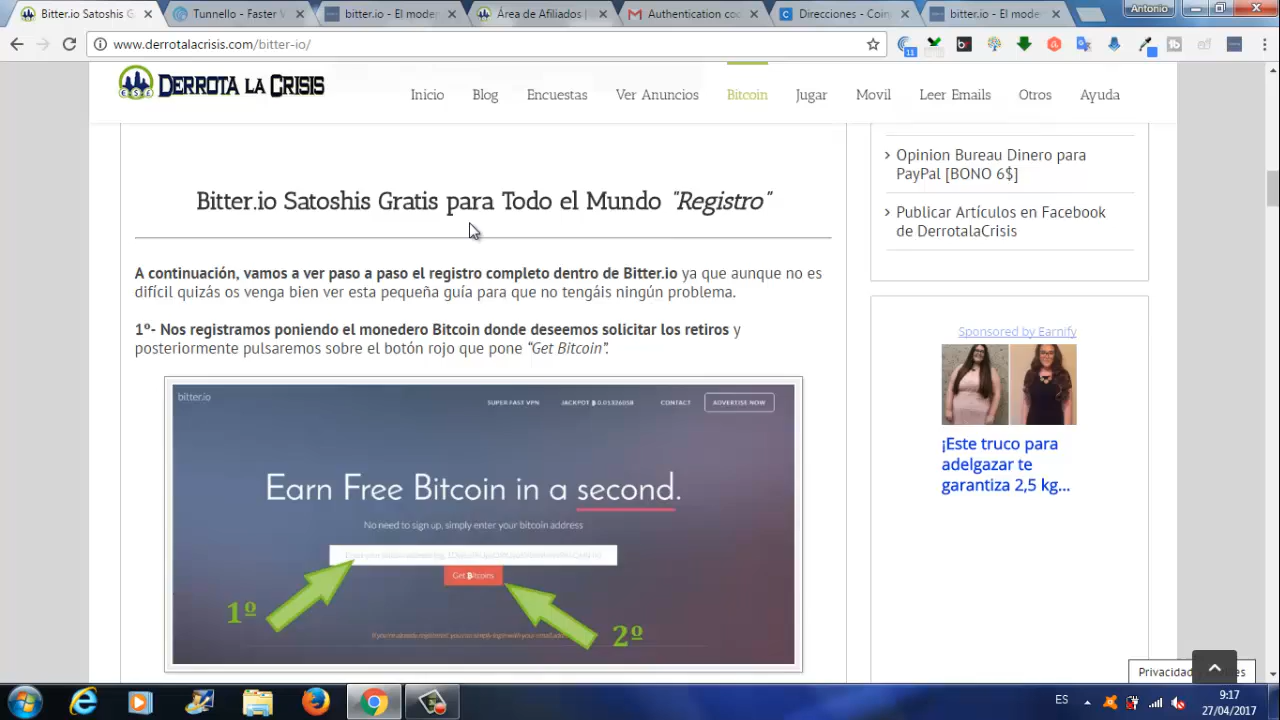 Bitter.io Satoshis G
Tunnello - Faster V
bitter.io - El mode
Área de Afiliados |
Authentication co
Direcciones - Coin
bitter.io - El mode
Antonio
www.derrotalacrisis.com/bitter-io/
11
DERROTA LA CRISIS
Inicio
Blog
Encuestas
Ver Anuncios
Bitcoin
Jugar
Movil
Leer Emails
Otros
Ayuda
Bitter.io Satoshis Gratis para Todo el Mundo "Registro"
A continuación, vamos a ver paso a paso el registro completo dentro de Bitter.io ya que aunque no es
difícil quizás os venga bien ver esta pequeña guía para que no tengáis ningún problema.
1º- Nos registramos poniendo el monedero Bitcoin donde deseemos solicitar los retiros y
posteriormente pulsaremos sobre el botón rojo que pone “Get Bitcoin”.
bitter.io
SUPER FAST VPN
CONTACT
ADVERTISE NOW
Earn Free Bitcoin in a second.
No need to sign up, simply enter your bitcoin address
Get Bitcoins
1º
2º
Opinion Bureau Dinero para
PayPal [BONO 6$]
Publicar Artículos en Facebook
de DerrotalaCrisis
Sponsored by Earnify
¡Este truco para
adelgazar te
garantiza 2,5 kg...
Privacidad y
ES
9:17
27/04/2017